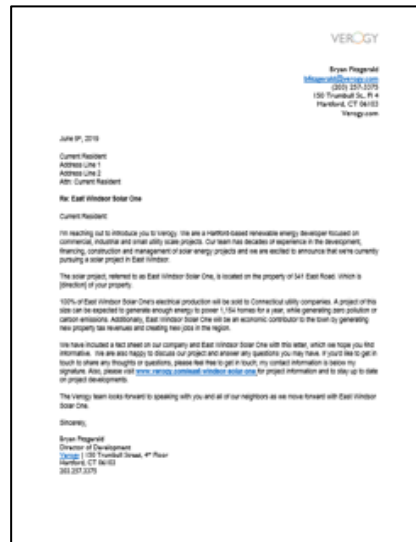 VEROGY
Bryan Fitzgerald
bfitzgerald@verogy.com
(203) 257-3375
150 Trumbull St., Fl 4
Hartford, CT 06103
Verogy.com
June 9th, 2019
Current Resident
Address Line 1
Address Line 2
Attn: Current Resident
Re: East Windsor Solar One
Current Resident:
I'm reaching out to introduce you to Verogy. We are a Hartford-based renewable energy developer focused on
commercial, industrial and small utility scale projects. Our team has decades of experience in the development,
financing, construction and management of solar energy projects and we are excited to announce that we're currently
pursuing a solar project in East Windsor.
The solar project, referred to as East Windsor Solar One, is located on the property of 341 East Road. Which is
[direction] of your property.
100% of East Windsor Solar One's electrical production will be sold to Connecticut utility companies. A project of this
size can be expected to generate enough energy to power 1,164 homes for a year, while generating zero pollution or
carbon emissions. Additionally, East Windsor Solar One will be an economic contributor to the town by generating
new property tax revenues and creating new jobs in the region.
We have included a fact sheet on our company and East Windsor Solar One with this letter, which we hope you find
informative. We are also happy to discuss our project and answer any questions you may have. If you'd like to get in
touch to share any thoughts or questions, please feel free to get in touch; my contact information is below my
signature. Also, please visit www.verogy.com/east-windsor-solar-one for project information and to stay up to date
on project developments.
The Verogy team looks forward to speaking with you and all of our neighbors as we move forward with East Windsor
Solar One.
Sincerely,
Bryan Fitzgerald
Director of Development
Verogy | 150 Trumbull Street, 4th Floor
Hartford, CT 06103
203.257.3375